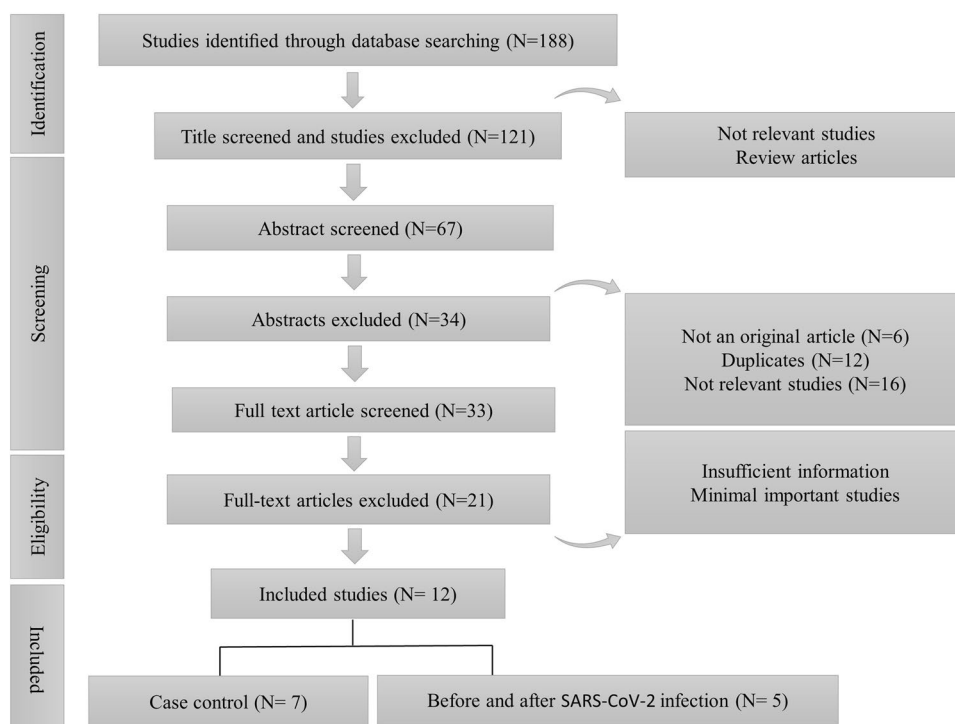 Identification
Studies identified through database searching (N=188)
Title screened and studies excluded (N=121)
Not relevant studies
Review articles
Screening
Abstract screened (N=67)
Abstracts excluded (N=34)
Not an original article (N=6)
Duplicates (N=12)
Not relevant studies (N=16)
Full text article screened (N=33)
Eligibility
Full-text articles excluded (N=21)
Insufficient information
Minimal important studies
Included
Included studies (N= 12)
Case control (N= 7)
Before and after SARS-CoV-2 infection (N= 5)